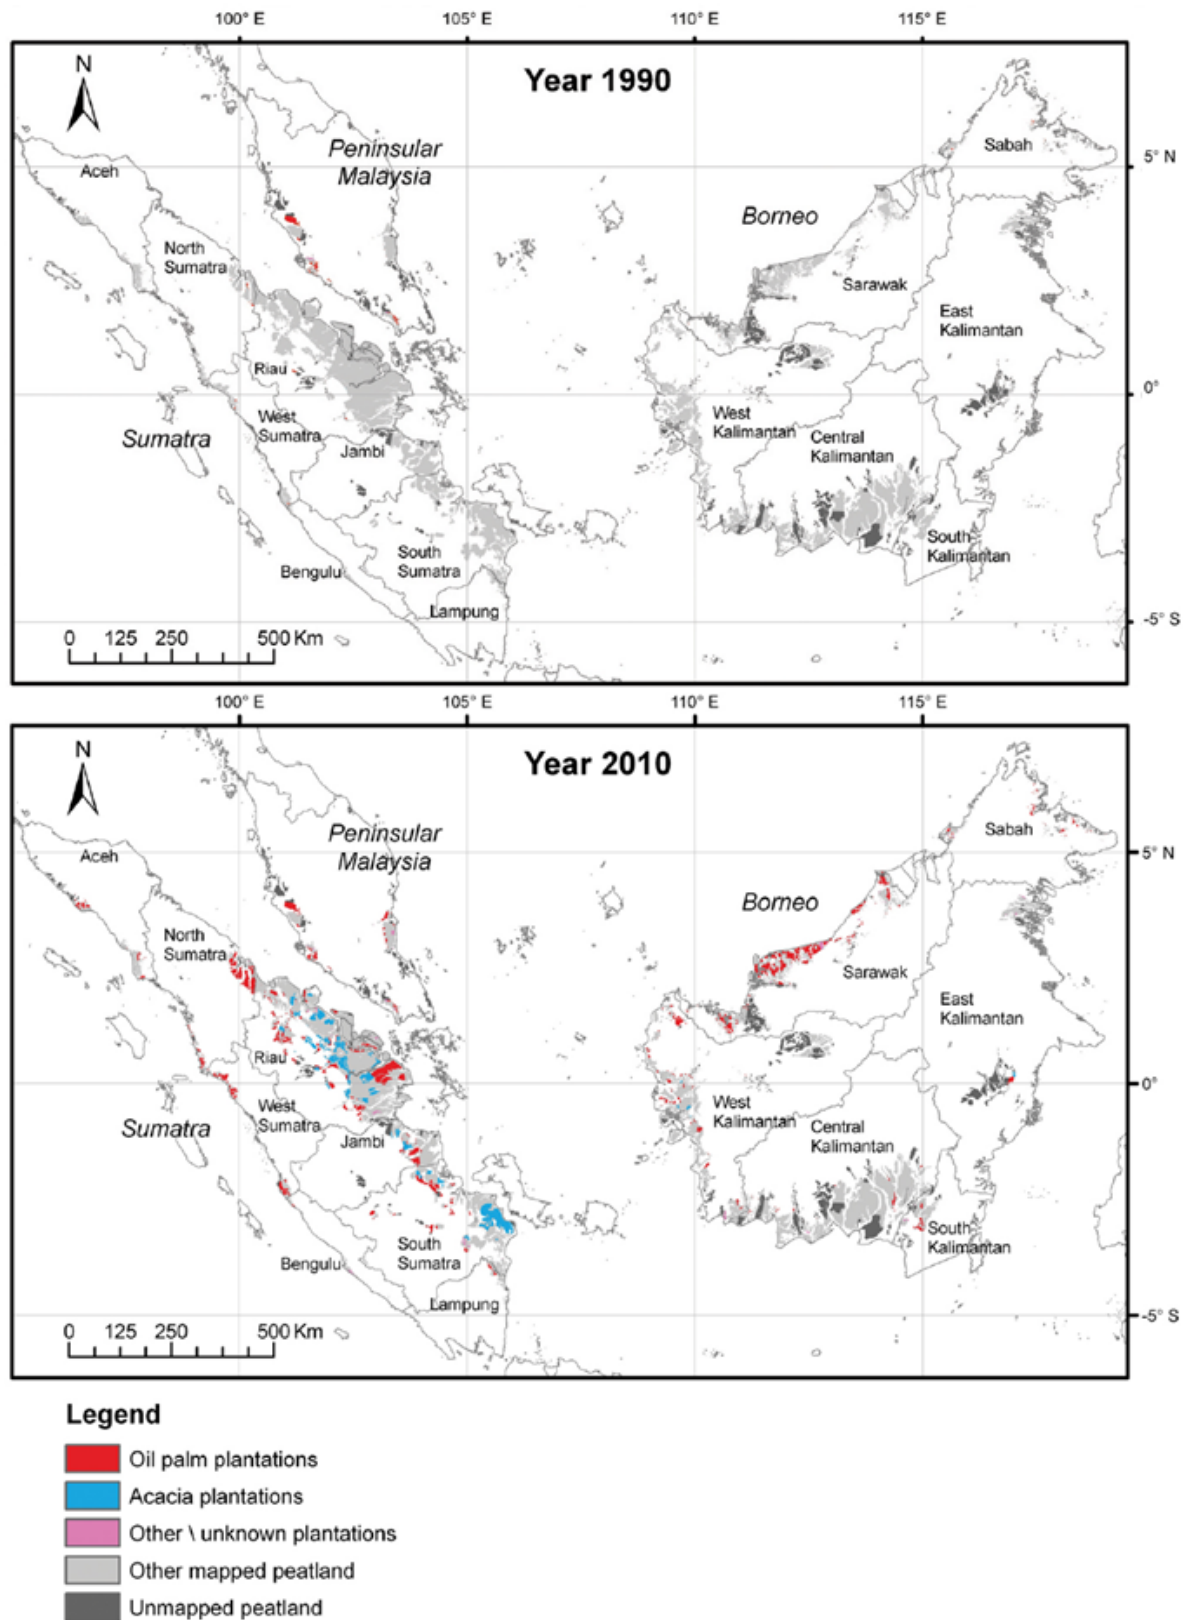 100° E 105° E 110° E 115° E
N
Year 1990
Peninsular
Malaysia
Sabah
5° N
Aceh
Borneo
North
Sumatra
Sarawak
East
Kalimantan
Riau
0°
West
Sumatra
West
Kalimantan
Sumatra
Central
Kalimantan
Jambi
South
Sumatra
South
Kalimantan
Bengulu
Lampung
-5° S
0 125 250 500 Km
100° E 105° E 110° E 115° E
N
Year 2010
Peninsular
Malaysia
Sabah
5° N
Aceh
Borneo
North
Sumatra
Sarawak
East
Kalimantan
Riau
0°
West
Sumatra
West
Kalimantan
Sumatra
Central
Kalimantan
Jambi
South
Sumatra
South
Kalimantan
Bengulu
Lampung
-5° S
0 125 250 500 Km
Legend
Oil palm plantations
Acacia plantations
Other \ unknown plantations
Other mapped peatland
Unmapped peatland